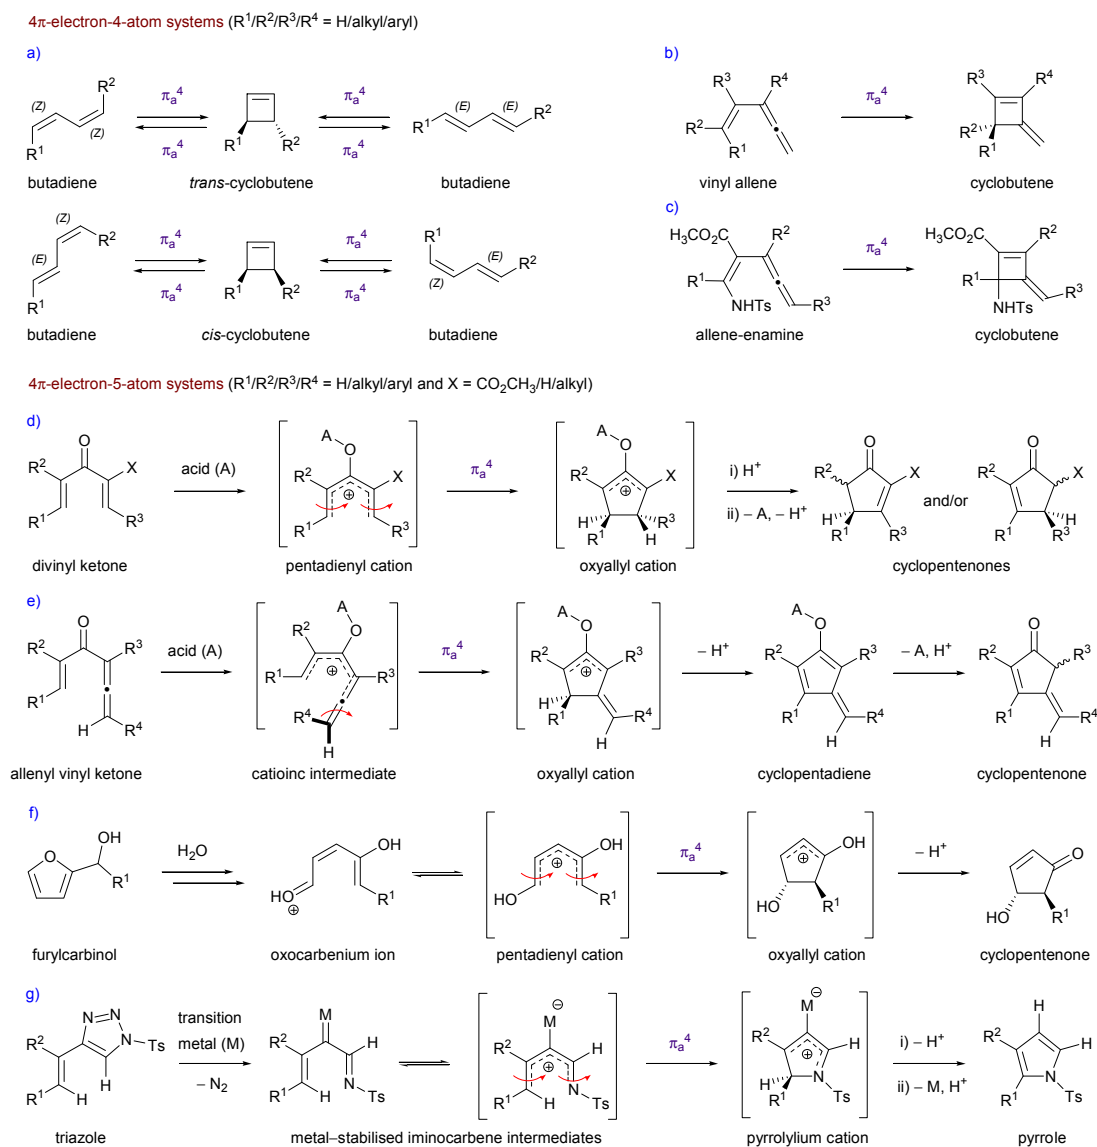 4π-electron-4-atom systems (R¹/R²/R³/R⁴ = H/alkyl/aryl)
a)
(Z) R² (Z) R¹
πₐ⁴ πₐ⁴
R¹ R²
πₐ⁴ πₐ⁴
R¹ (E) (E) R²
butadiene trans-cyclobutene butadiene
(Z) R² (E) R¹
πₐ⁴ πₐ⁴
R¹ R²
πₐ⁴ πₐ⁴
R¹ (Z) (E) R²
butadiene cis-cyclobutene butadiene
b)
R³ R⁴ R² R¹
πₐ⁴
R³ R⁴ R² R¹
vinyl allene cyclobutene
c)
CH₃O₂C R² R¹ NHTs R³
πₐ⁴
CH₃O₂C R² R¹ NHTs R³
allene-enamine cyclobutene
4π-electron-5-atom systems (R¹/R²/R³/R⁴ = H/alkyl/aryl and X = CO₂CH₃/H/alkyl)
d)
O R² X R¹ R³
acid (A)
A O R² X ⊕ R¹ R³
πₐ⁴
A O R² X ⊕ H R¹ R³ H
i) H⁺
ii) – A, – H⁺
O R² X H R¹ R³
and/or
O R² X R¹ R³ H
divinyl ketone pentadienyl cation oxyallyl cation cyclopentenones
e)
O R² R³ R¹ H R⁴
acid (A)
A O R² ⊕ R¹ R³ R⁴ H
πₐ⁴
A O R² R³ ⊕ H R¹ R⁴ H
– H⁺
A O R² R³ R¹ R⁴ H
– A, H⁺
O R² R³ R¹ R⁴ H
allenyl vinyl ketone catioinc intermediate oxyallyl cation cyclopentadiene cyclopentenone
f)
OH O R¹
H₂O
OH HO ⊕ R¹
OH ⊕ HO R¹
πₐ⁴
OH ⊕ HO R¹
– H⁺
O HO R¹
furylcarbinol oxocarbenium ion pentadienyl cation oxyallyl cation cyclopentenone
g)
N N N Ts R² R¹ H H
transition
metal (M)
– N₂
M R² H R¹ H N Ts
⊖ M R² H ⊕ R¹ H N Ts
πₐ⁴
⊖ M R² H ⊕ H R¹ N Ts
i) – H⁺
ii) – M, H⁺
H R² H R¹ N Ts
triazole metal–stabilised iminocarbene intermediates pyrrolylium cation pyrrole